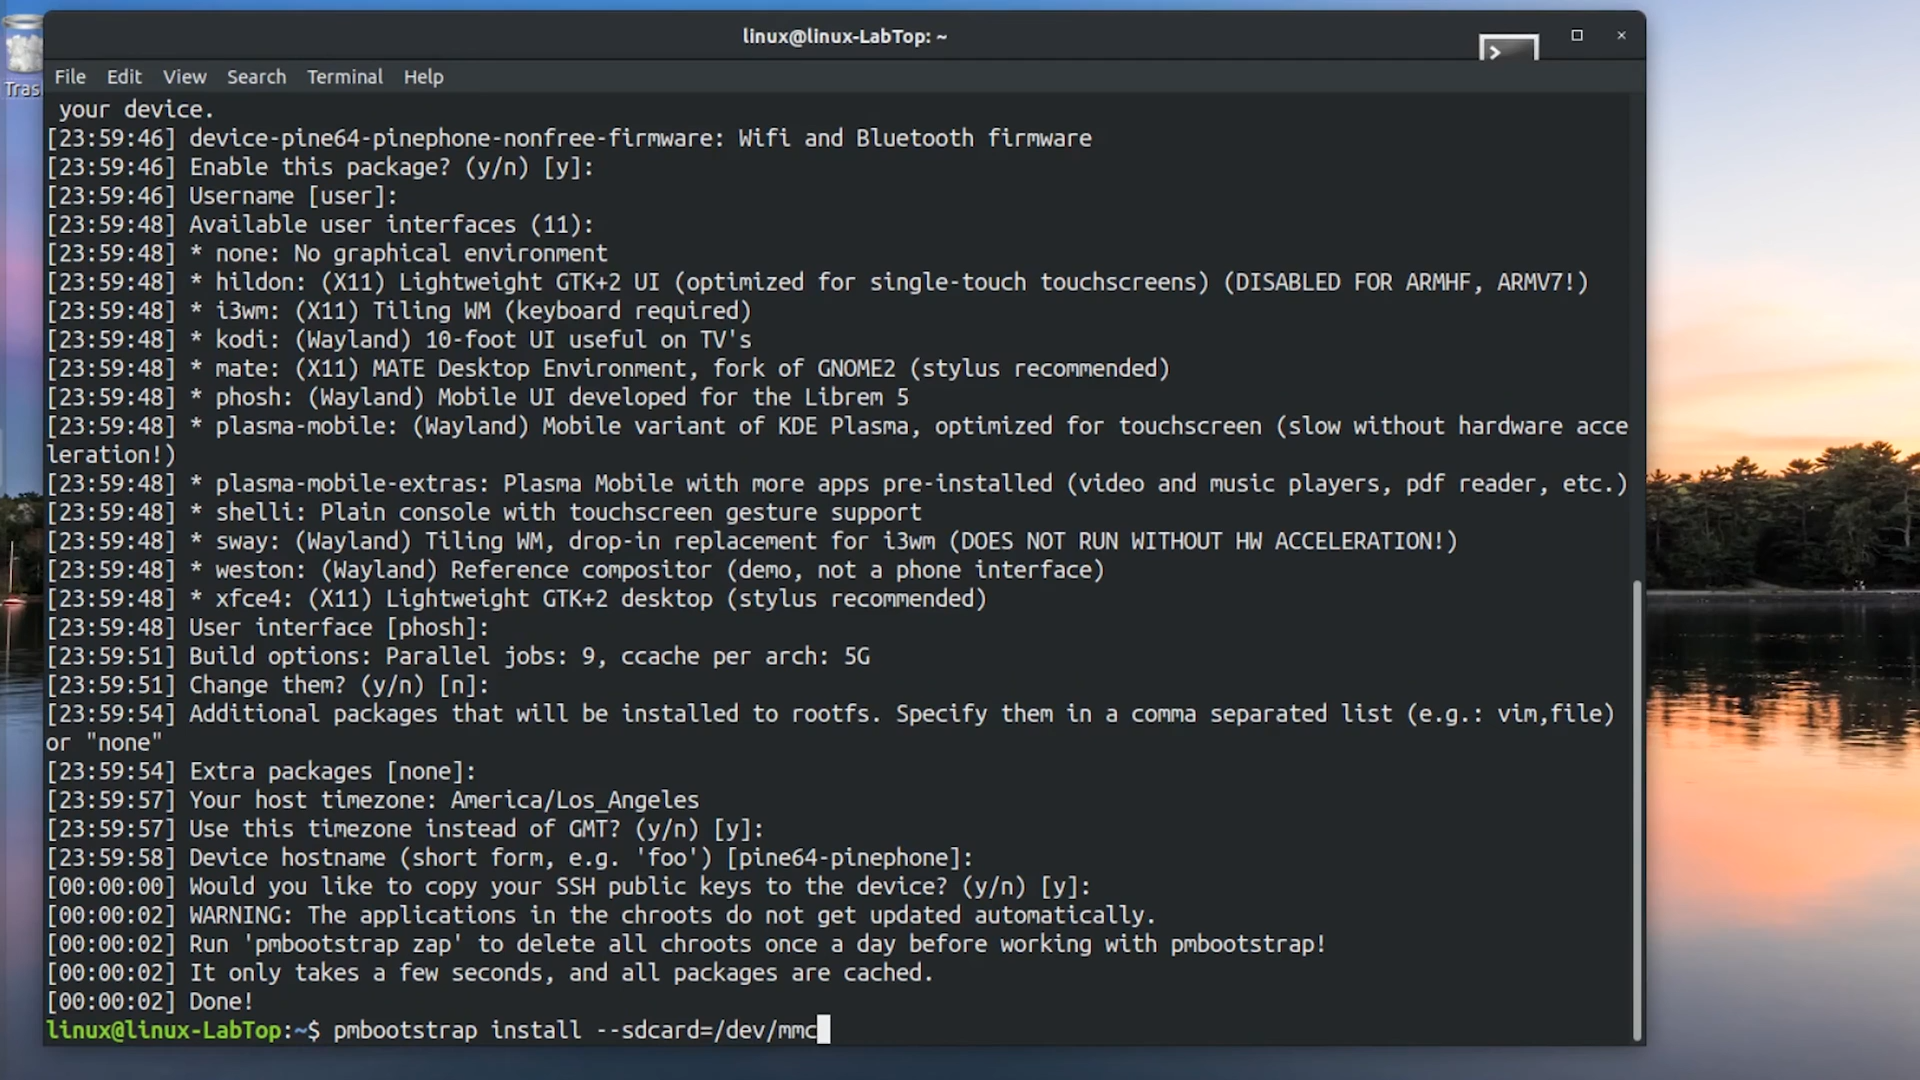 linux@linux-LabTop: ~
File Edit View Search Terminal Help
Tras
your device.
[23:59:46] device-pine64-pinephone-nonfree-firmware: Wifi and Bluetooth firmware
[23:59:46] Enable this package? (y/n) [y]:
[23:59:46] Username [user]:
[23:59:48] Available user interfaces (11):
[23:59:48] * none: No graphical environment
[23:59:48] * hildon: (X11) Lightweight GTK+2 UI (optimized for single-touch touchscreens) (DISABLED FOR ARMHF, ARMV7!)
[23:59:48] * i3wm: (X11) Tiling WM (keyboard required)
[23:59:48] * kodi: (Wayland) 10-foot UI useful on TV's
[23:59:48] * mate: (X11) MATE Desktop Environment, fork of GNOME2 (stylus recommended)
[23:59:48] * phosh: (Wayland) Mobile UI developed for the Librem 5
[23:59:48] * plasma-mobile: (Wayland) Mobile variant of KDE Plasma, optimized for touchscreen (slow without hardware acce
leration!)
[23:59:48] * plasma-mobile-extras: Plasma Mobile with more apps pre-installed (video and music players, pdf reader, etc.)
[23:59:48] * shelli: Plain console with touchscreen gesture support
[23:59:48] * sway: (Wayland) Tiling WM, drop-in replacement for i3wm (DOES NOT RUN WITHOUT HW ACCELERATION!)
[23:59:48] * weston: (Wayland) Reference compositor (demo, not a phone interface)
[23:59:48] * xfce4: (X11) Lightweight GTK+2 desktop (stylus recommended)
[23:59:48] User interface [phosh]:
[23:59:51] Build options: Parallel jobs: 9, ccache per arch: 5G
[23:59:51] Change them? (y/n) [n]:
[23:59:54] Additional packages that will be installed to rootfs. Specify them in a comma separated list (e.g.: vim,file)
or "none"
[23:59:54] Extra packages [none]:
[23:59:57] Your host timezone: America/Los_Angeles
[23:59:57] Use this timezone instead of GMT? (y/n) [y]:
[23:59:58] Device hostname (short form, e.g. 'foo') [pine64-pinephone]:
[00:00:00] Would you like to copy your SSH public keys to the device? (y/n) [y]:
[00:00:02] WARNING: The applications in the chroots do not get updated automatically.
[00:00:02] Run 'pmbootstrap zap' to delete all chroots once a day before working with pmbootstrap!
[00:00:02] It only takes a few seconds, and all packages are cached.
[00:00:02] Done!
linux@linux-LabTop:~$ pmbootstrap install --sdcard=/dev/mmc